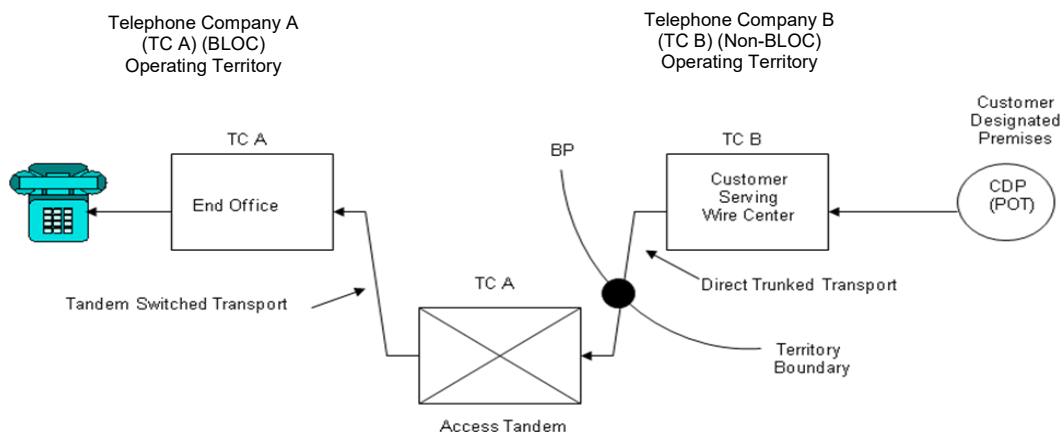 Telephone Company A
(TC A) (BLOC)
Operating Territory
Telephone Company B
(TC B) (Non-BLOC)
Operating Territory
Customer
Designated
Premises
TC A
End Office
BP
TC B
Customer
Serving
Wire Center
CDP
(POT)
Tandem Switched Transport
TC A
Direct Trunked Transport
Territory
Boundary
Access Tandem